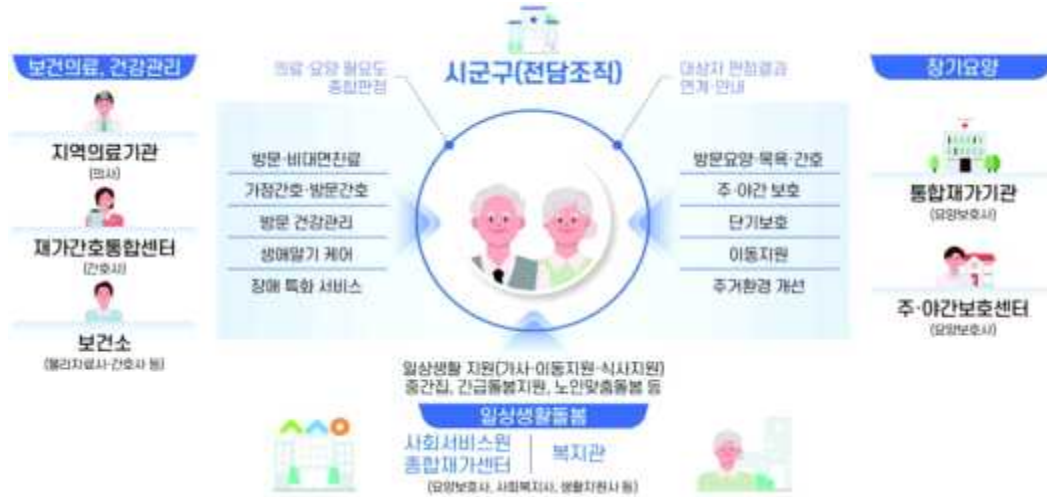 시군구(전담조직)
의료·요양 필요도
종합판정
대상자 판정결과
연계·안내
보건의료, 건강관리
지역의료기관
(의사)
재가간호통합센터
(간호사)
보건소
(물리치료사·간호사 등)
방문·비대면진료
가정간호·방문간호
방문 건강관리
생애말기 케어
장애 특화 서비스
방문요양·목욕·간호
주·야간 보호
단기보호
이동지원
주거환경 개선
장기요양
통합재가기관
(요양보호사)
주·야간보호센터
(요양보호사)
일상생활 지원(가사·이동지원·식사지원)
중간집, 긴급돌봄지원, 노인맞춤돌봄 등
일상생활돌봄
사회서비스원
종합재가센터
복지관
(요양보호사, 사회복지사, 생활지원사 등)